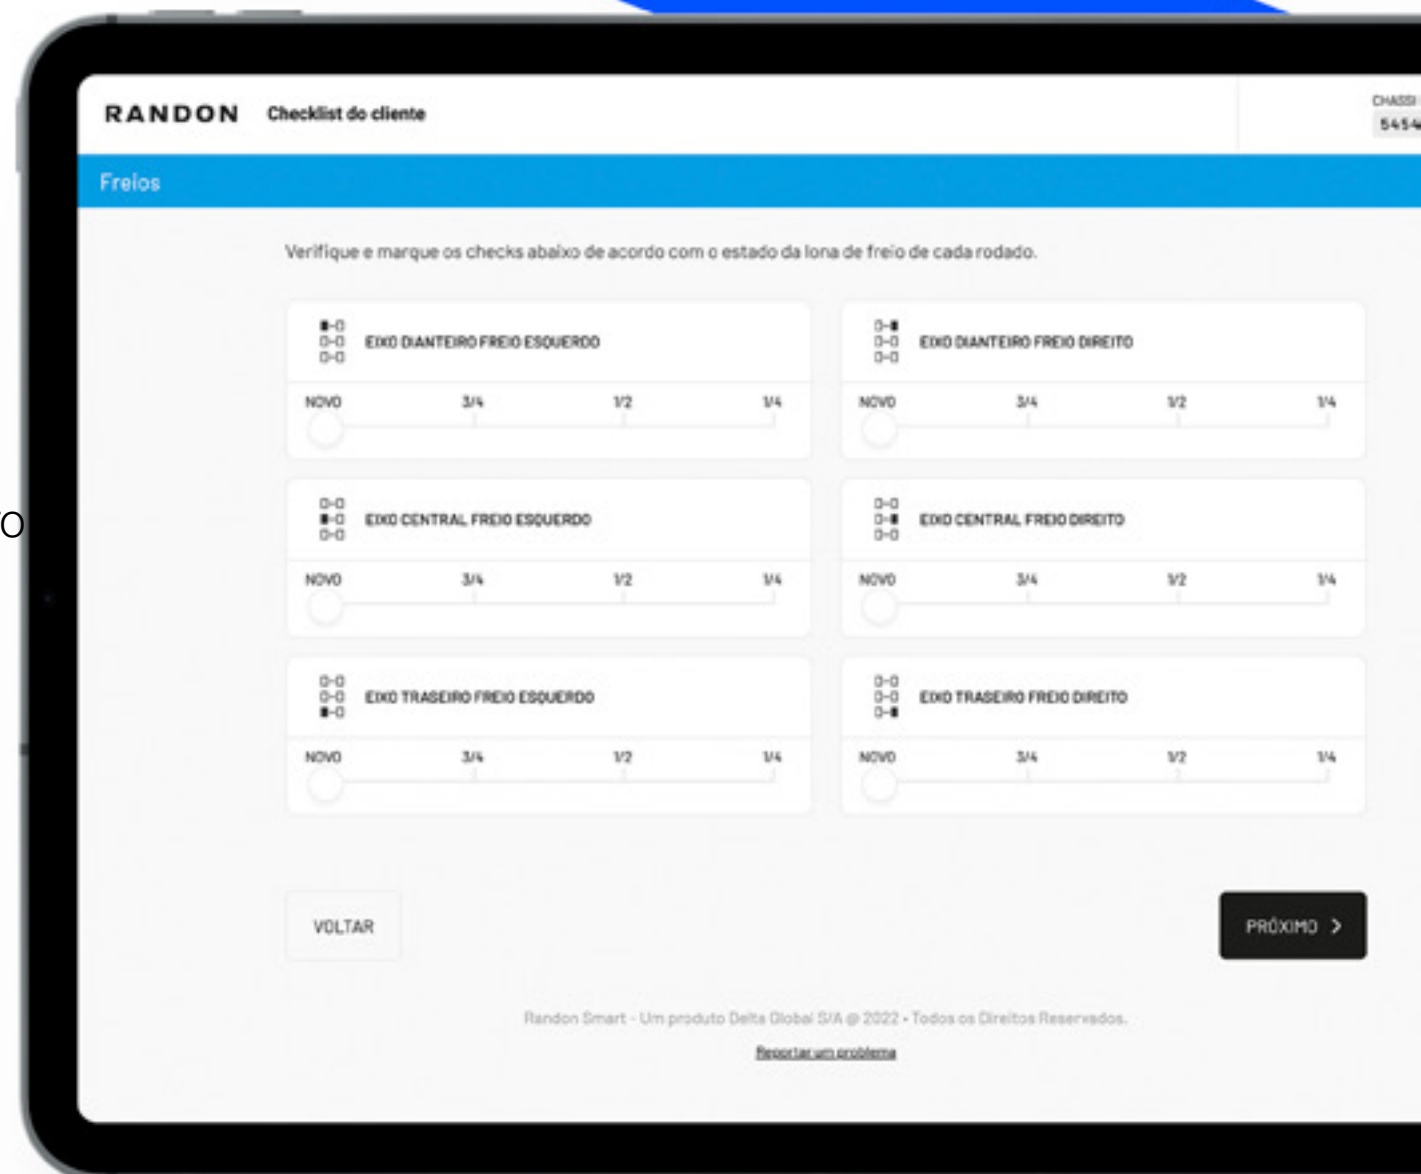 RANDON Checklist do cliente
CHASSI
5454
Freios
Verifique e marque os checks abaixo de acordo com o estado da lona de freio de cada rodado.
EIXO DIANTEIRO FREIO ESQUERDO
NOVO 3/4 1/2 1/4
EIXO DIANTEIRO FREIO DIREITO
NOVO 3/4 1/2 1/4
EIXO CENTRAL FREIO ESQUERDO
NOVO 3/4 1/2 1/4
EIXO CENTRAL FREIO DIREITO
NOVO 3/4 1/2 1/4
EIXO TRASEIRO FREIO ESQUERDO
NOVO 3/4 1/2 1/4
EIXO TRASEIRO FREIO DIREITO
NOVO 3/4 1/2 1/4
VOLTAR
PRÓXIMO
Randon Smart - Um produto Delta Global S/A @ 2022 • Todos os Direitos Reservados.
Reportar um problema